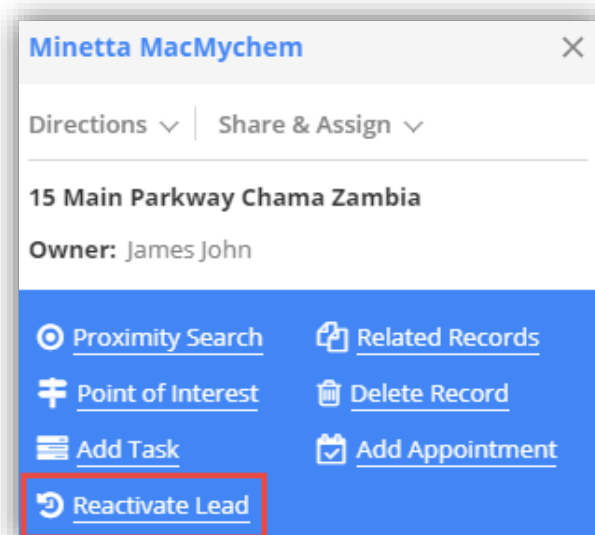 Minetta MacMychem
Directions Share & Assign
15 Main Parkway Chama Zambia
Owner: James John
Proximity Search Related Records
Point of Interest Delete Record
Add Task Add Appointment
Reactivate Lead